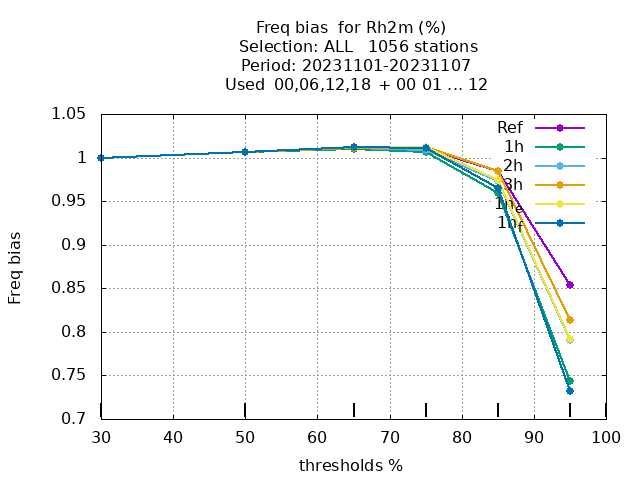 Freq bias for Rh2m (%)
Selection: ALL 1056 stations
Period: 20231101-20231107
Used 00,06,12,18 + 00 01 ... 12
Freq bias
1.05
1
0.95
0.9
0.85
0.8
0.75
0.7
30 40 50 60 70 80 90 100
thresholds %
Ref
1h
2h
3h
1h_e
1h_f